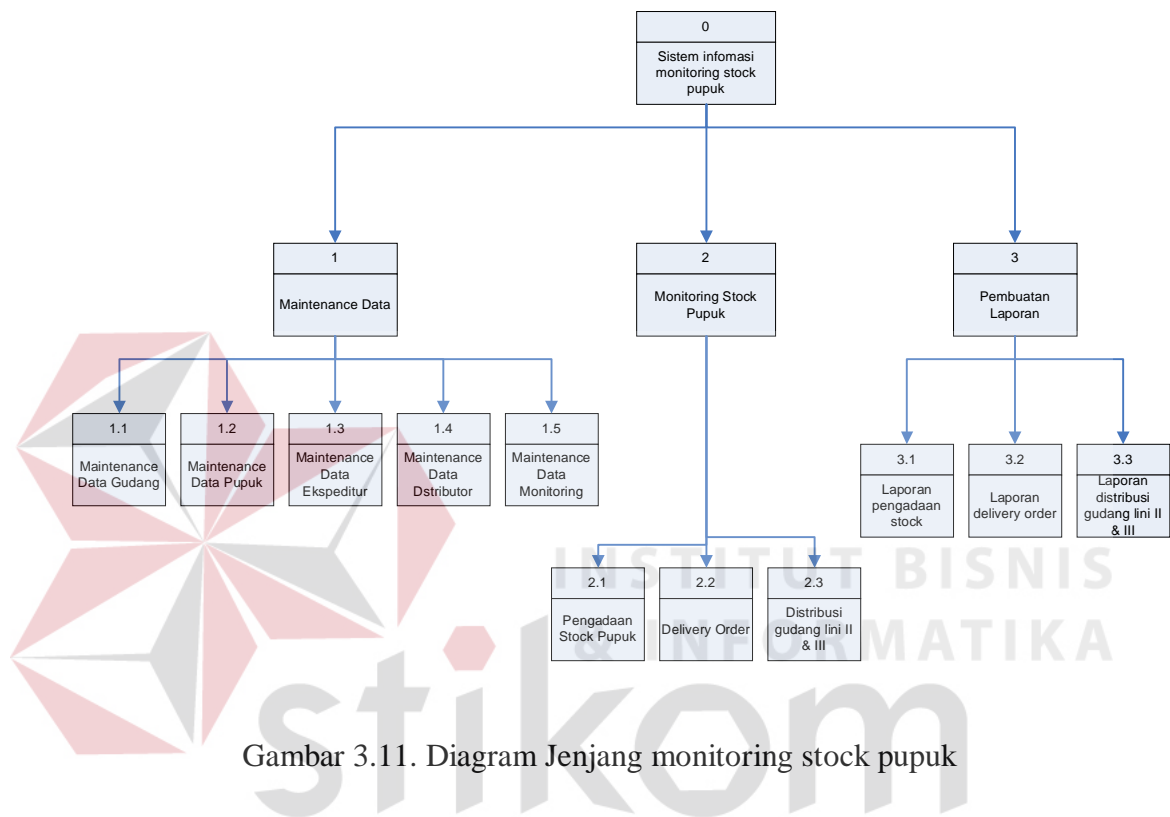 0
Sistem infomasi
monitoring stock
pupuk
1
Maintenance Data
2
Monitoring Stock
Pupuk
3
Pembuatan
Laporan
1.1
Maintenance
Data Gudang
1.2
Maintenance
Data Pupuk
1.3
Maintenance
Data
Ekspeditur
1.4
Maintenance
Data
Dstributor
1.5
Maintenance
Data
Monitoring
3.1
Laporan
pengadaan
stock
3.2
Laporan
delivery order
3.3
Laporan
distribusi
gudang lini II
& III
2.1
Pengadaan
Stock Pupuk
2.2
Delivery Order
2.3
Distribusi
gudang lini II
& III
INSTITUT BISNIS
& INFORMATIKA
stikom
Gambar 3.11. Diagram Jenjang monitoring stock pupuk